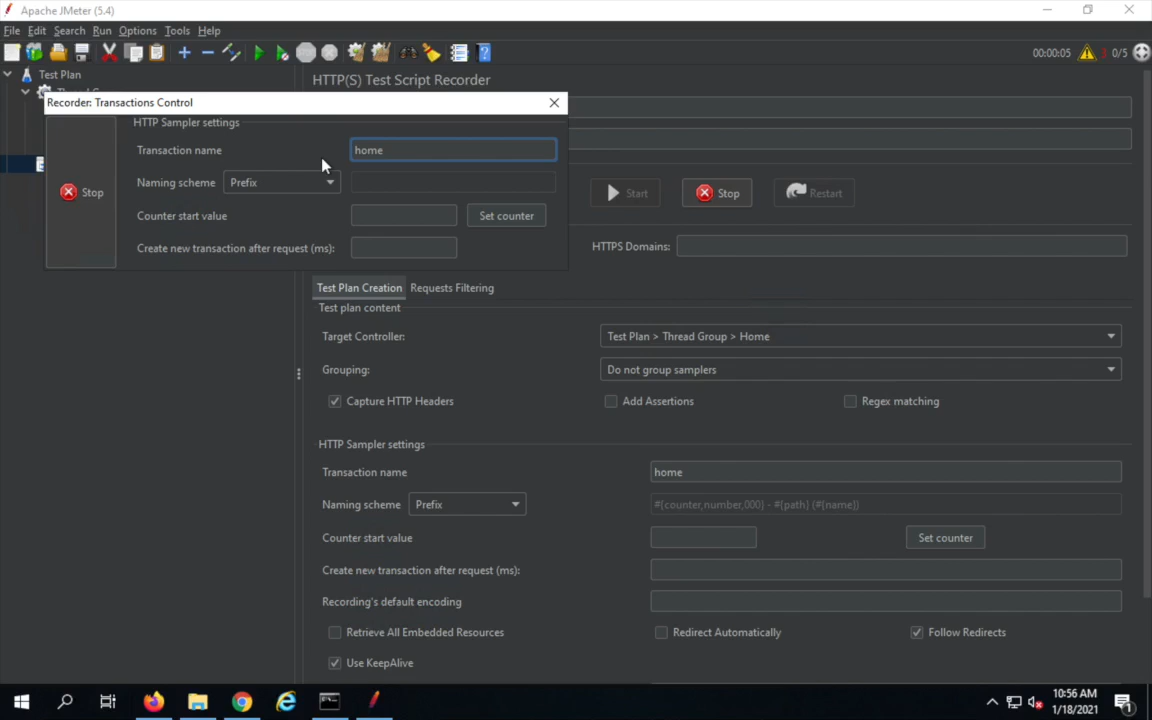 Apache JMeter (5.4)
File Edit Search Run Options Tools Help
00:00:05 3 0/5
Test Plan
HTTP(S) Test Script Recorder
Recorder: Transactions Control
HTTP Sampler settings
Transaction name home
Naming scheme Prefix
Counter start value Set counter
Create new transaction after request (ms):
Stop
Start Stop Restart
HTTPS Domains:
Test Plan Creation Requests Filtering
Test plan content
Target Controller: Test Plan > Thread Group > Home
Grouping: Do not group samplers
Capture HTTP Headers Add Assertions Regex matching
HTTP Sampler settings
Transaction name home
Naming scheme Prefix #{counter,number,000} - #{path} (#{name})
Counter start value Set counter
Create new transaction after request (ms):
Recording's default encoding
Retrieve All Embedded Resources Redirect Automatically Follow Redirects
Use KeepAlive
10:56 AM
1/18/2021
1